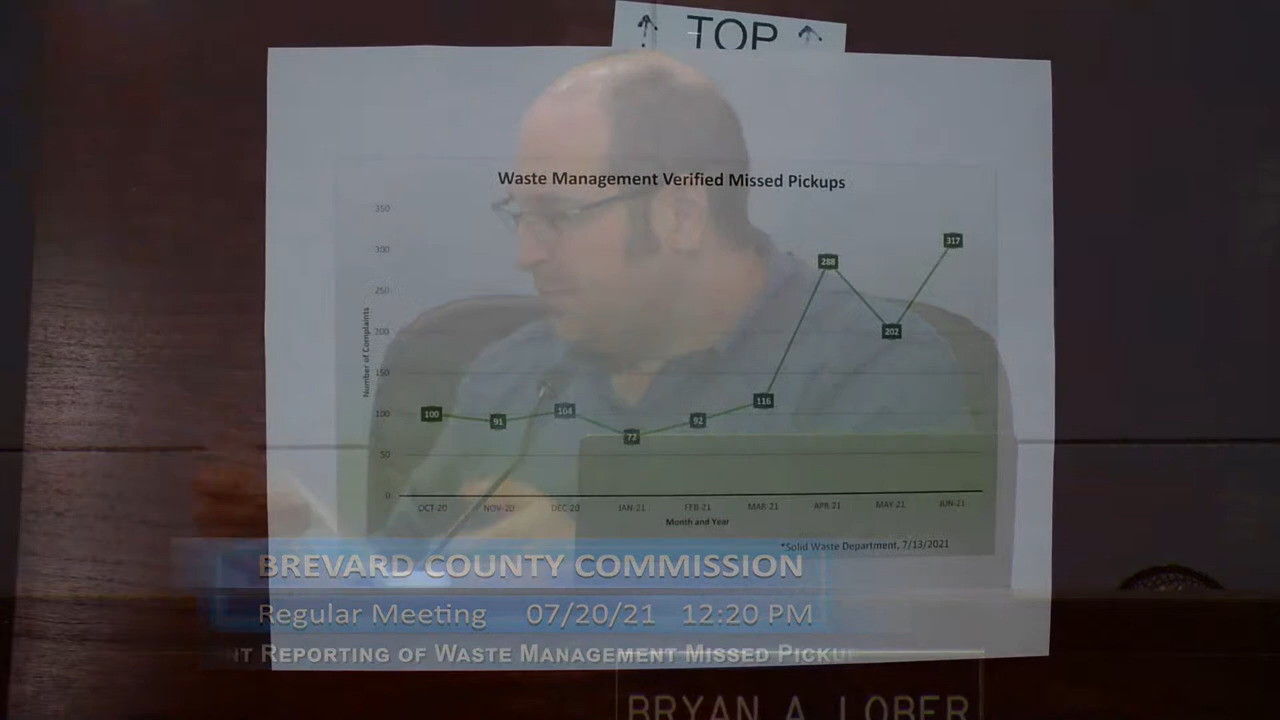 ↑ TOP ↑
Waste Management Verified Missed Pickups
350
300
250
200
150
100
50
0
Number of Complaints
100
91
104
72
92
116
288
202
317
OCT-20 NOV-20 DEC-20 JAN-21 FEB-21 MAR-21 APR-21 MAY-21 JUN-21
Month and Year
*Solid Waste Department, 7/13/2021
BREVARD COUNTY COMMISSION
Regular Meeting 07/20/21 12:20 PM
NT REPORTING OF WASTE MANAGEMENT MISSED PICKU
BRYAN A LOBER